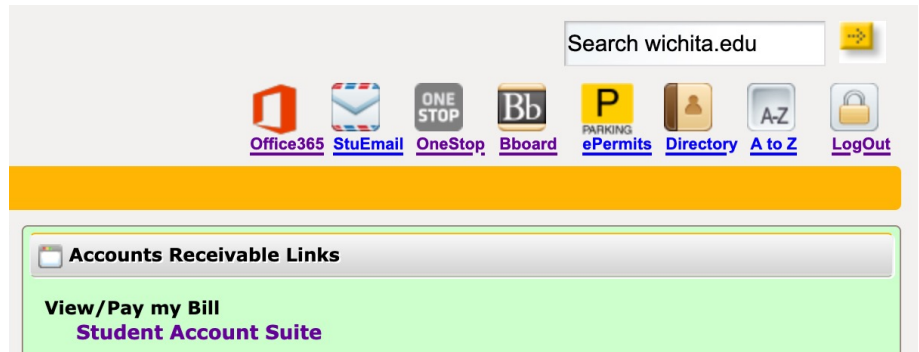 Search wichita.edu
ONE
STOP
Bb
P
PARKING
A-Z
Office365 StuEmail OneStop Bboard ePermits Directory A to Z LogOut
Accounts Receivable Links
View/Pay my Bill
Student Account Suite